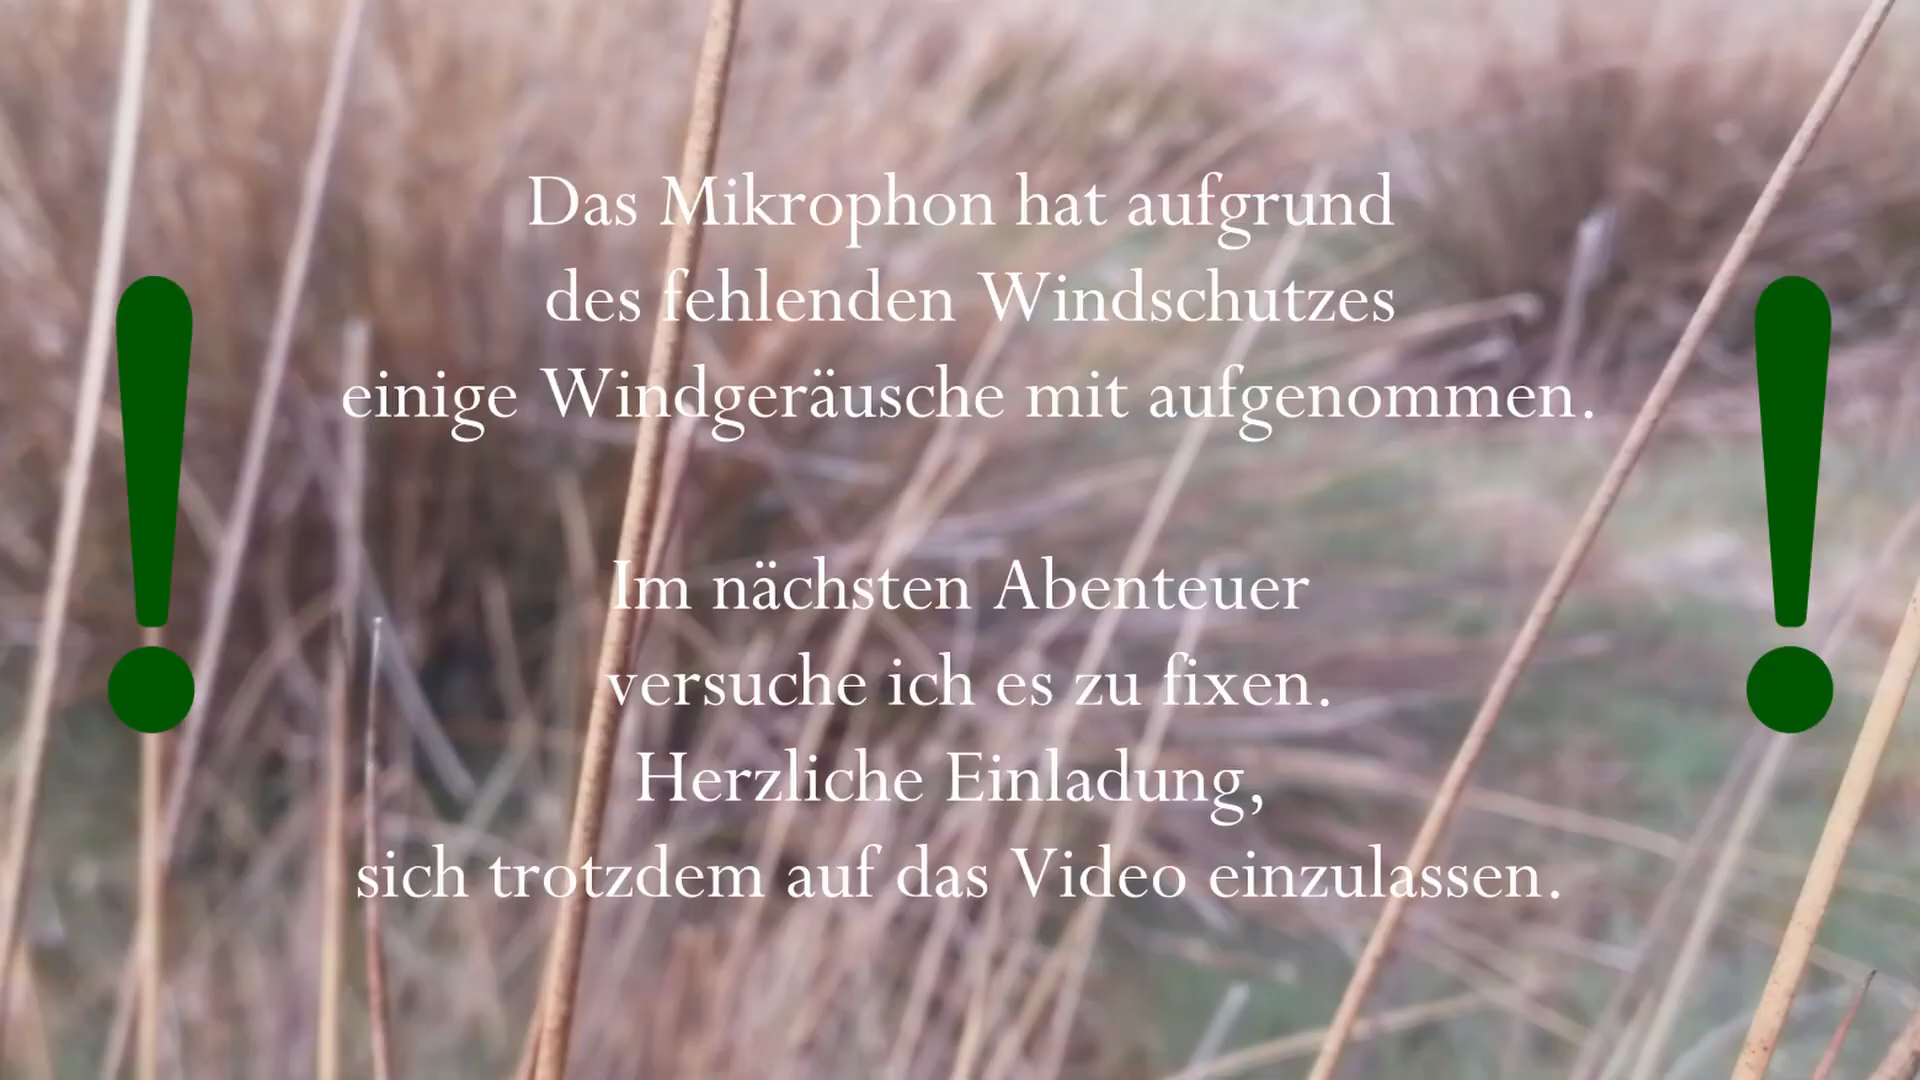 Das Mikrophon hat aufgrund
des fehlenden Windschutzes
einige Windgeräusche mit aufgenommen.
Im nächsten Abenteuer
versuche ich es zu fixen.
Herzliche Einladung,
sich trotzdem auf das Video einzulassen.
! !